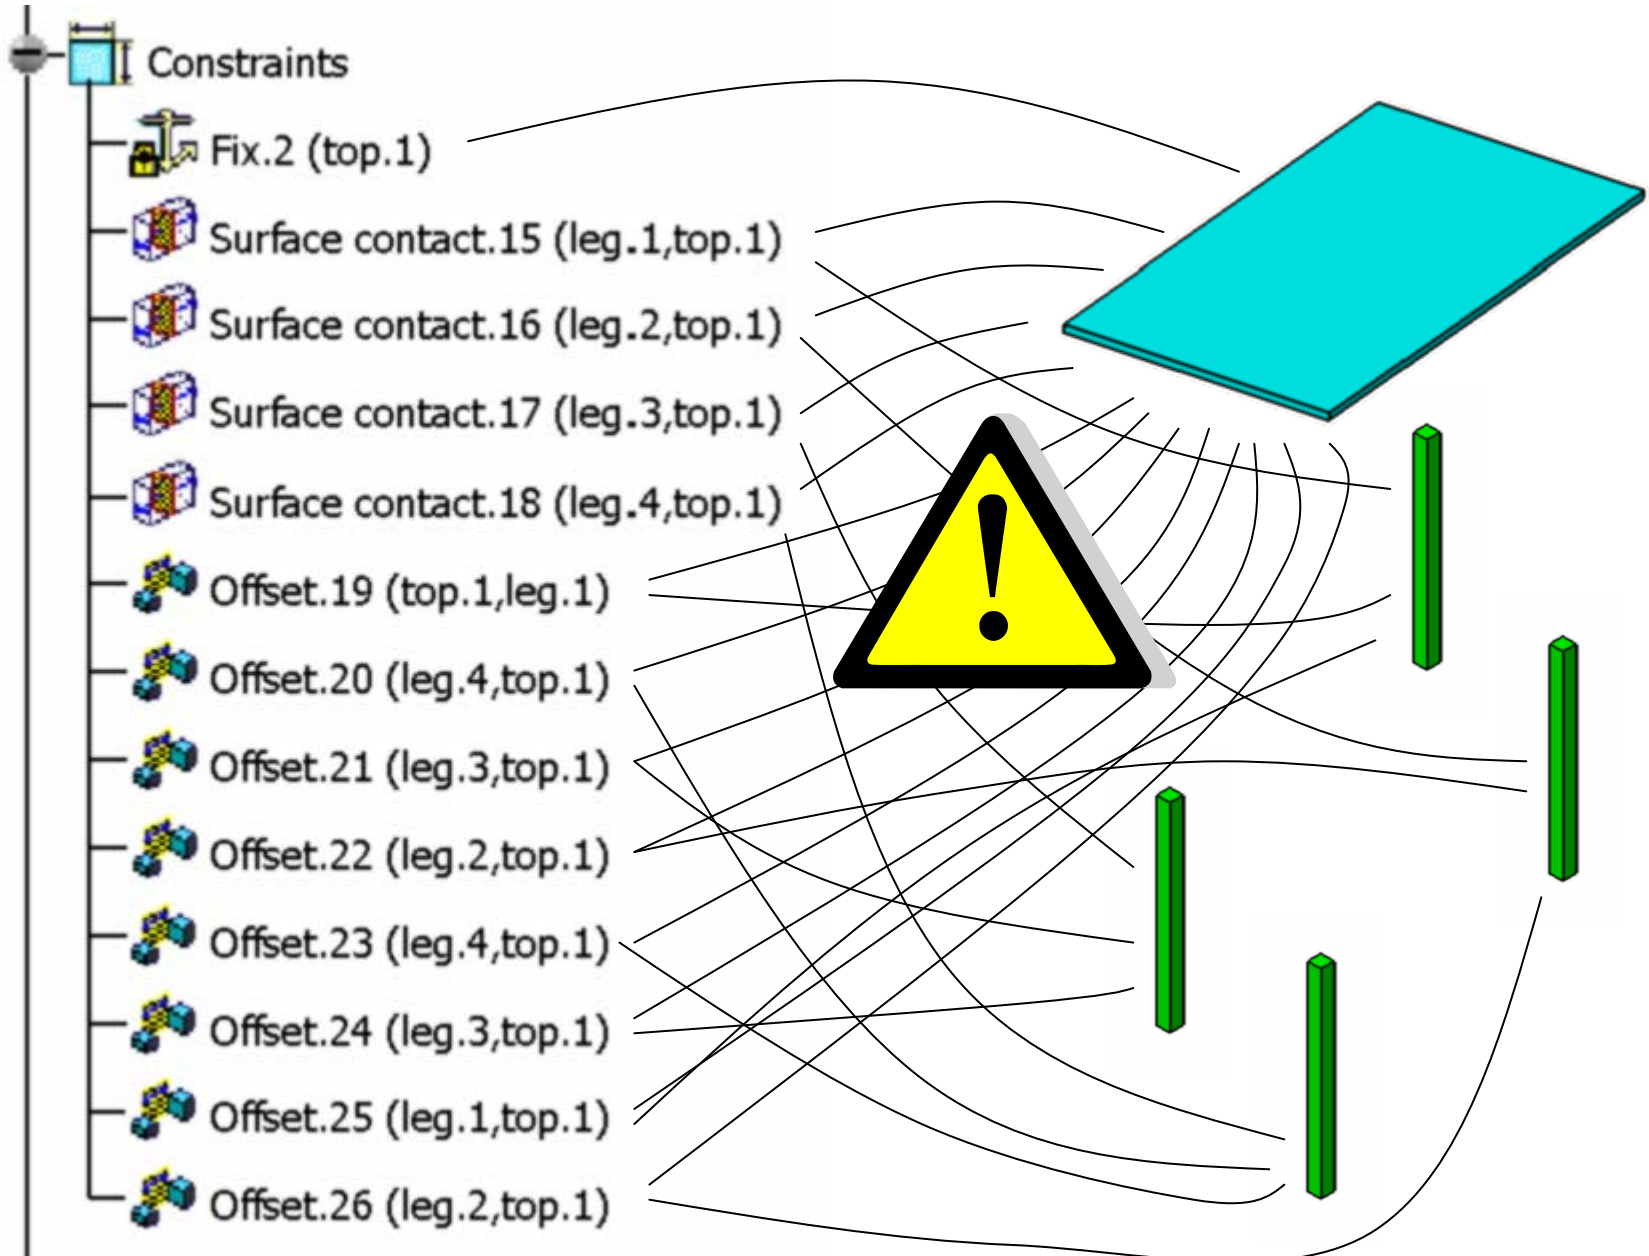 Constraints
Fix.2 (top.1)
Surface contact.15 (leg.1,top.1)
Surface contact.16 (leg.2,top.1)
Surface contact.17 (leg.3,top.1)
Surface contact.18 (leg.4,top.1)
Offset.19 (top.1,leg.1)
Offset.20 (leg.4,top.1)
Offset.21 (leg.3,top.1)
Offset.22 (leg.2,top.1)
Offset.23 (leg.4,top.1)
Offset.24 (leg.3,top.1)
Offset.25 (leg.1,top.1)
Offset.26 (leg.2,top.1)
!